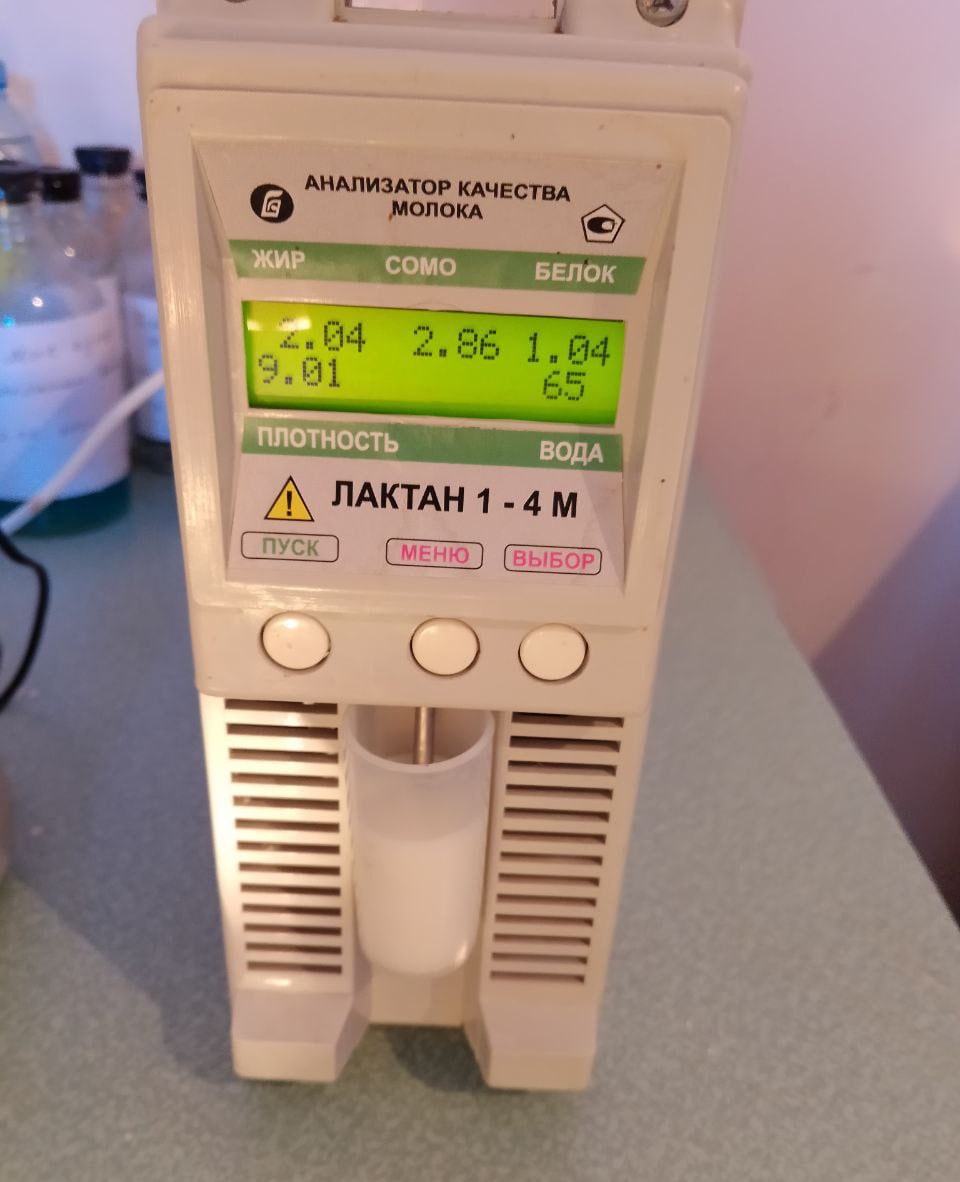 АНАЛИЗАТОР КАЧЕСТВА
МОЛОКА
ЖИР СОМО БЕЛОК
2.04 2.86 1.04
9.01 65
ПЛОТНОСТЬ ВОДА
ЛАКТАН 1 - 4 М
ПУСК МЕНЮ ВЫБОР